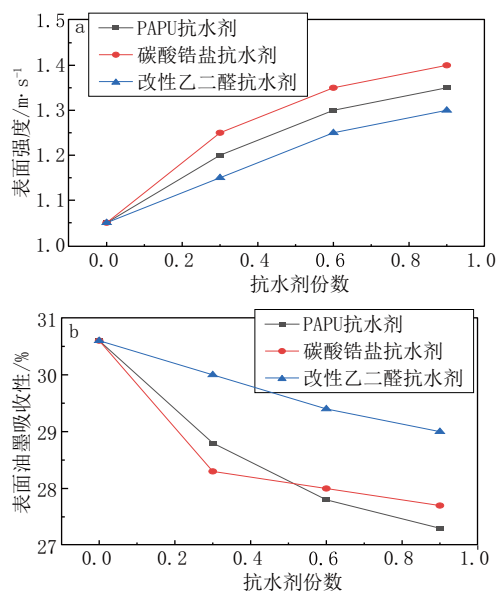 a
PAPU抗水剂
碳酸锆盐抗水剂
改性乙二醛抗水剂
表面强度/m·s⁻¹
1.5
1.4
1.3
1.2
1.1
1.0
0.0 0.2 0.4 0.6 0.8 1.0
抗水剂份数
b
PAPU抗水剂
碳酸锆盐抗水剂
改性乙二醛抗水剂
表面油墨吸收性/%
31
30
29
28
27
0.0 0.2 0.4 0.6 0.8 1.0
抗水剂份数